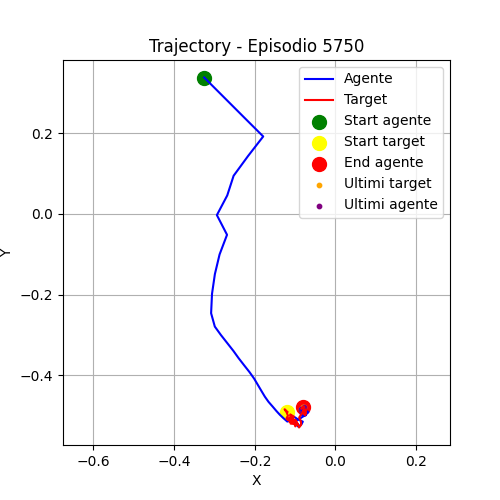 Trajectory - Episodio 5750
Agente
Target
Start agente
Start target
End agente
Ultimi target
Ultimi agente
0.2
0.0
−0.2
−0.4
Y
−0.6
−0.4
−0.2
0.0
0.2
X